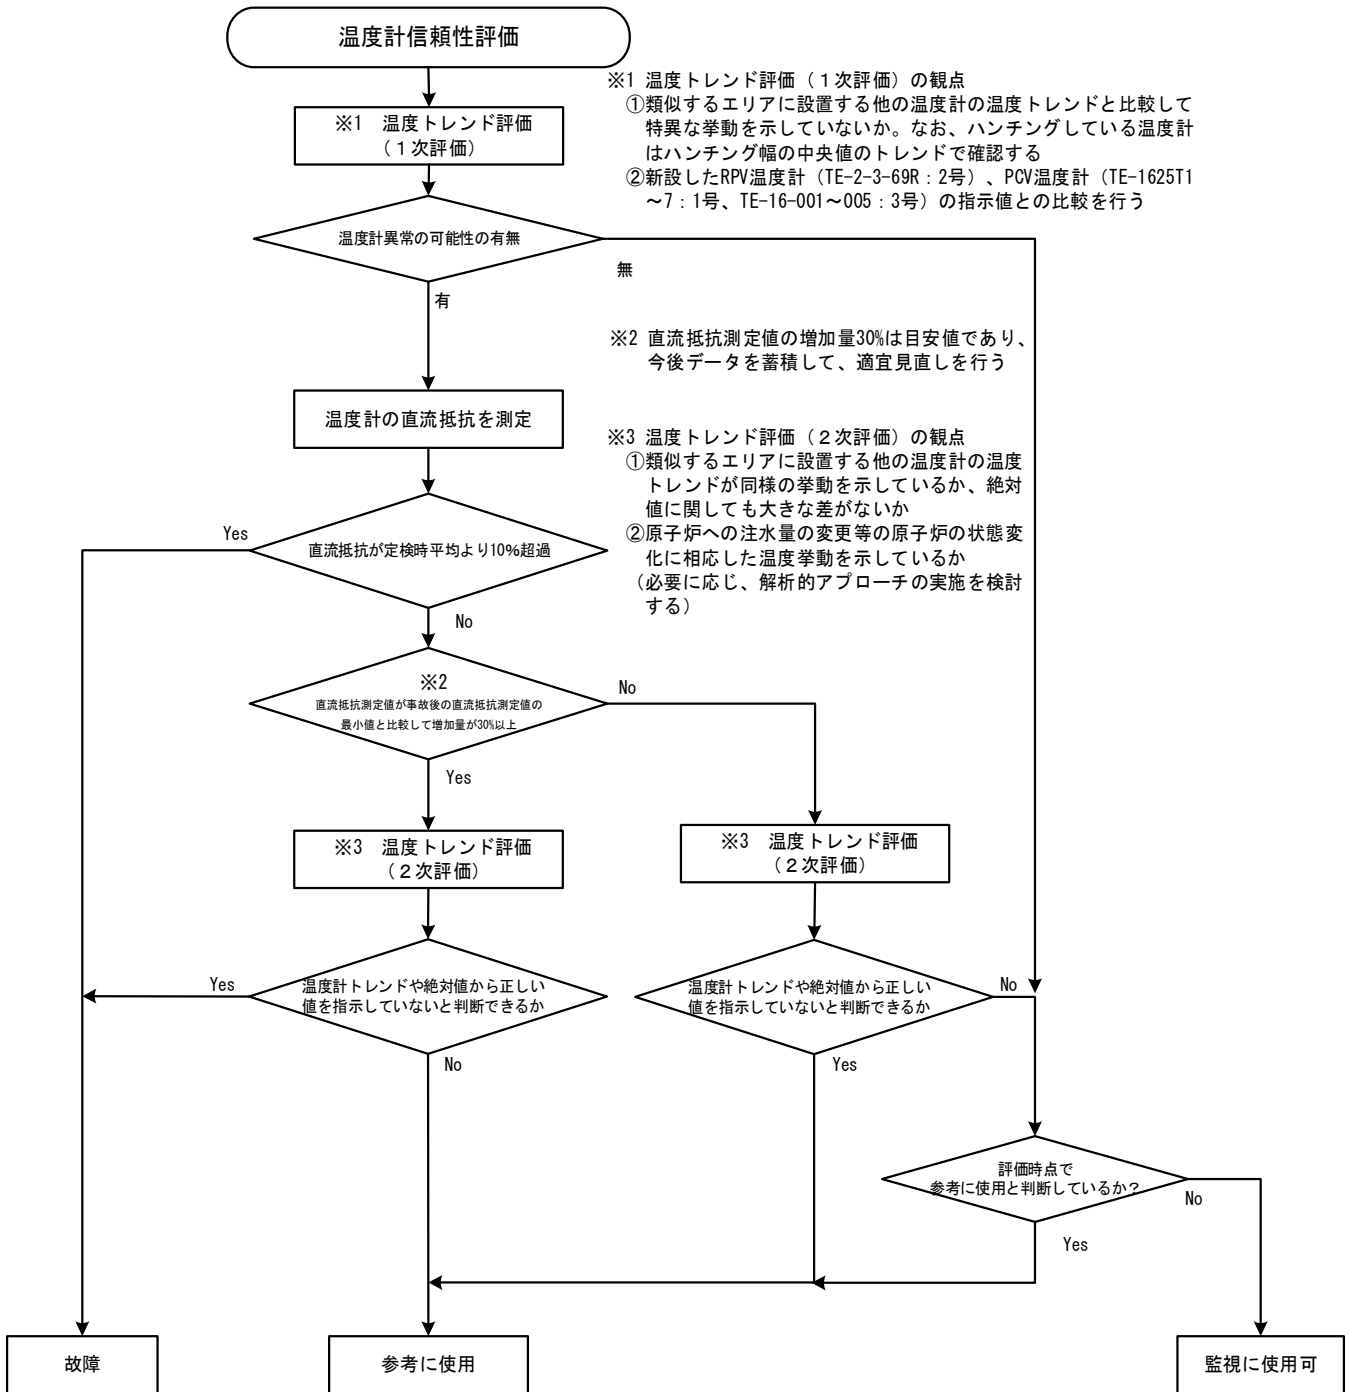 温度計信頼性評価
※1 温度トレンド評価
(1次評価)
※1 温度トレンド評価（1次評価）の観点
①類似するエリアに設置する他の温度計の温度トレンドと比較して
特異な挙動を示していないか。なお、ハンチングしている温度計
はハンチング幅の中央値のトレンドで確認する
②新設したRPV温度計（TE-2-3-69R：2号）、PCV温度計（TE-1625T1
～7：1号、TE-16-001～005：3号）の指示値との比較を行う
温度計異常の可能性の有無
無
有
※2 直流抵抗測定値の増加量30%は目安値であり、
今後データを蓄積して、適宜見直しを行う
温度計の直流抵抗を測定
※3 温度トレンド評価（2次評価）の観点
①類似するエリアに設置する他の温度計の温度
トレンドが同様の挙動を示しているか、絶対
値に関しても大きな差がないか
②原子炉への注水量の変更等の原子炉の状態変
化に相応した温度挙動を示しているか
（必要に応じ、解析的アプローチの実施を検討
する）
Yes
直流抵抗が定検時平均より10%超過
No
※2
直流抵抗測定値が事故後の直流抵抗測定値の
最小値と比較して増加量が30%以上
No
Yes
※3 温度トレンド評価
(2次評価)
※3 温度トレンド評価
(2次評価)
Yes
温度計トレンドや絶対値から正しい
値を指示していないと判断できるか
No
温度計トレンドや絶対値から正しい
値を指示していないと判断できるか
No
Yes
評価時点で
参考に使用と判断しているか？
No
Yes
故障
参考に使用
監視に使用可